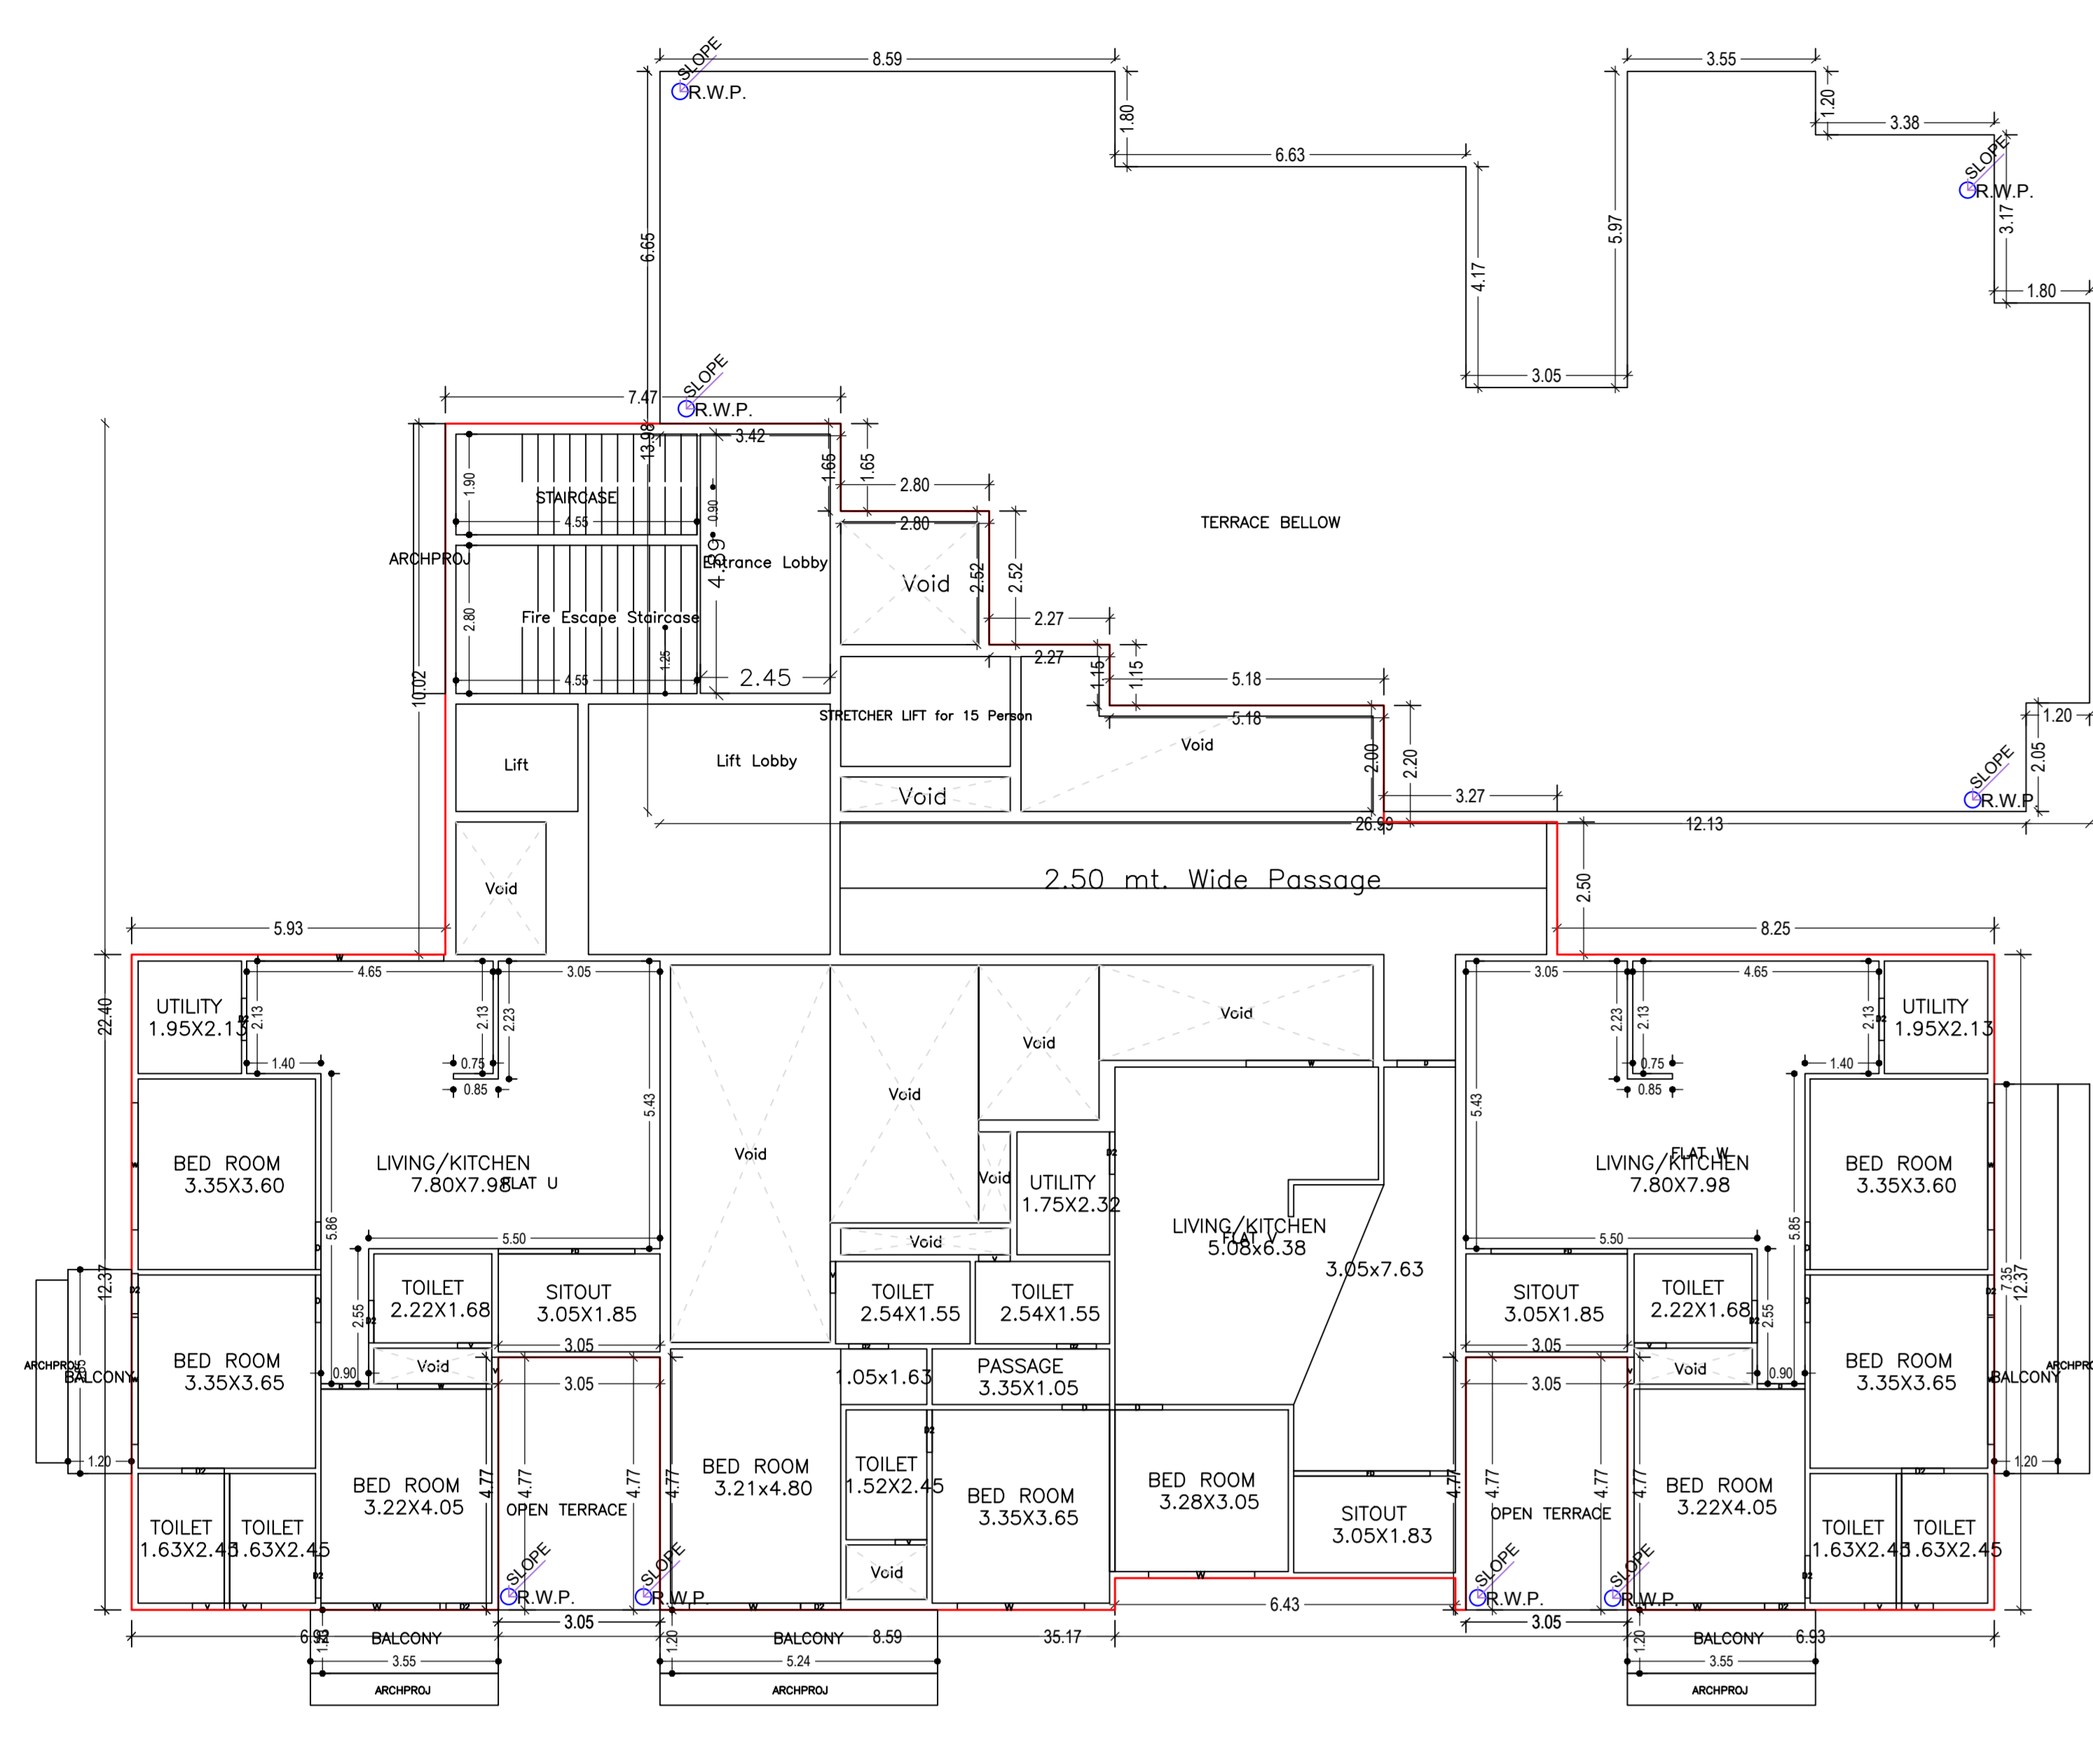 8.59
3.55
SLOPE
R.W.P.
1.80
1.20
3.38
6.63
SLOPE
R.W.P.
3.17
6.65
5.97
4.17
1.80
3.05
SLOPE
R.W.P.
7.47
13.98
3.42
1.65
1.65
2.80
2.80
1.90
STAIRCASE
4.55
0.90
TERRACE BELLOW
ARCHPROJ
4.89
Entrance Lobby
Void
2.52
2.52
2.80
Fire Escape Staircase
1.25
2.27
2.27
4.55
2.45
1.15
1.15
5.18
5.18
10.02
STRETCHER LIFT for 15 Person
Void
2.00
2.20
1.20
2.05
Lift
Lift Lobby
Void
3.27
SLOPE
R.W.P.
26.99
12.13
2.50 mt. Wide Passage
Void
2.50
5.93
8.25
W
4.65
3.05
3.05
4.65
22.40
UTILITY
1.95X2.13
D2
2.13
2.13
2.23
Void
Void
2.23
2.13
2.13
D2
UTILITY
1.95X2.13
1.40
0.75
0.85
W
D
0.75
0.85
1.40
5.43
Void
5.43
BED ROOM
3.35X3.60
LIVING/KITCHEN
7.80X7.98
FLAT U
Void
Void
D2
UTILITY
1.75X2.32
FLAT W
LIVING/KITCHEN
7.80X7.98
BED ROOM
3.35X3.60
5.86
5.50
Void
LIVING/KITCHEN
FLAT V
5.08x6.38
3.05x7.63
5.50
5.85
12.37
TOILET
2.22X1.68
SITOUT
3.05X1.85
TOILET
2.54X1.55
TOILET
2.54X1.55
SITOUT
3.05X1.85
TOILET
2.22X1.68
7.35
12.37
2.55
3.05
3.05
2.55
ARCHPROJ
BALCONY
BED ROOM
3.35X3.65
0.90
Void
3.05
1.05x1.63
PASSAGE
3.35X1.05
3.05
Void
0.90
BED ROOM
3.35X3.65
BALCONY
ARCHPROJ
1.20
BED ROOM
3.22X4.05
4.77
4.77
4.77
4.77
OPEN TERRACE
BED ROOM
3.21x4.80
TOILET
1.52X2.45
BED ROOM
3.35X3.65
BED ROOM
3.28X3.05
SITOUT
3.05X1.83
4.77
4.77
4.77
4.77
OPEN TERRACE
BED ROOM
3.22X4.05
1.20
TOILET
1.63X2.45
TOILET
1.63X2.45
Void
TOILET
1.63X2.45
TOILET
1.63X2.45
SLOPE
R.W.P.
SLOPE
R.W.P.
SLOPE
R.W.P.
SLOPE
R.W.P.
6.93
1.20
BALCONY
3.05
1.20
BALCONY
8.59
35.17
6.43
3.05
1.20
BALCONY
6.93
3.55
5.24
3.55
ARCHPROJ
ARCHPROJ
ARCHPROJ